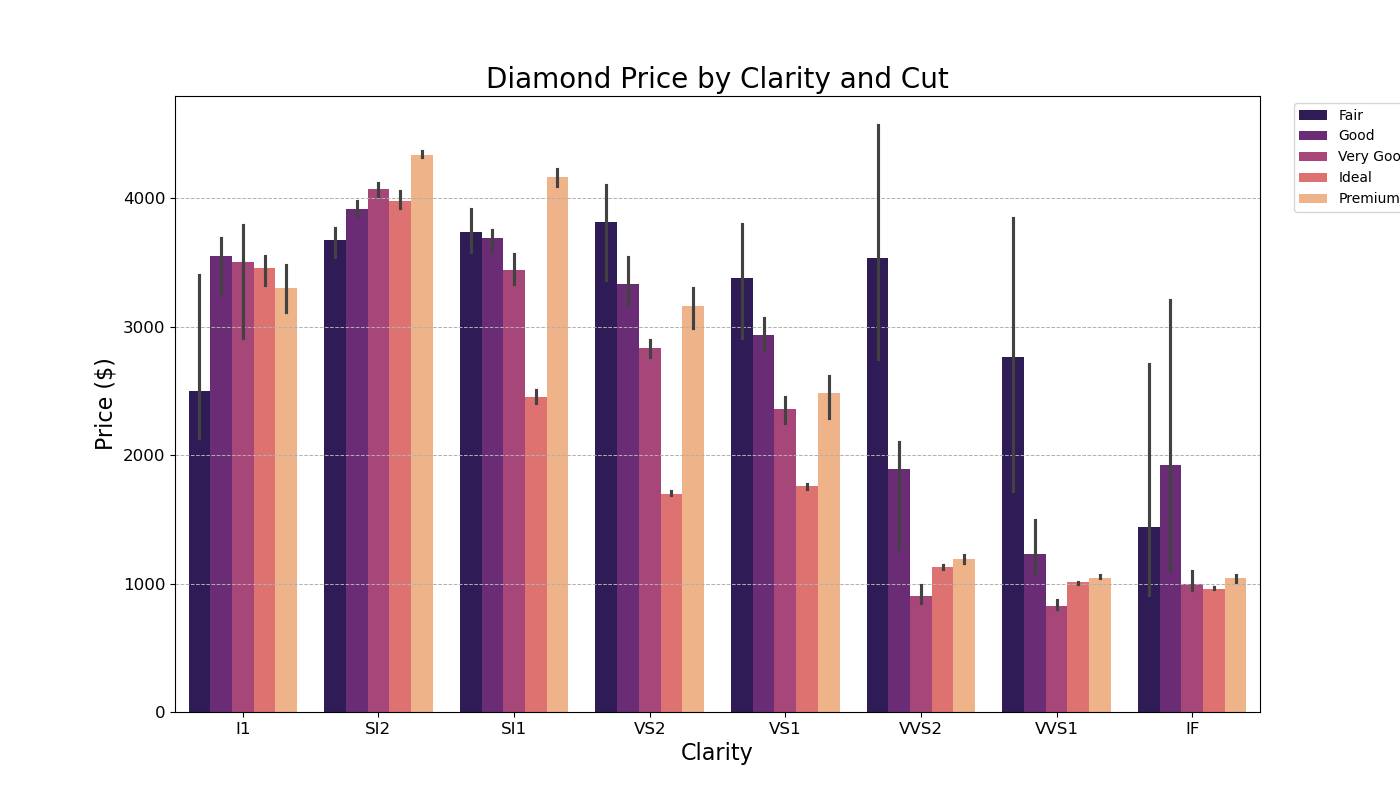 Diamond Price by Clarity and Cut
Fair
Good
Very Goo
Ideal
Premium
Price ($)
4000
3000
2000
1000
0
I1 SI2 SI1 VS2 VS1 VVS2 VVS1 IF
Clarity